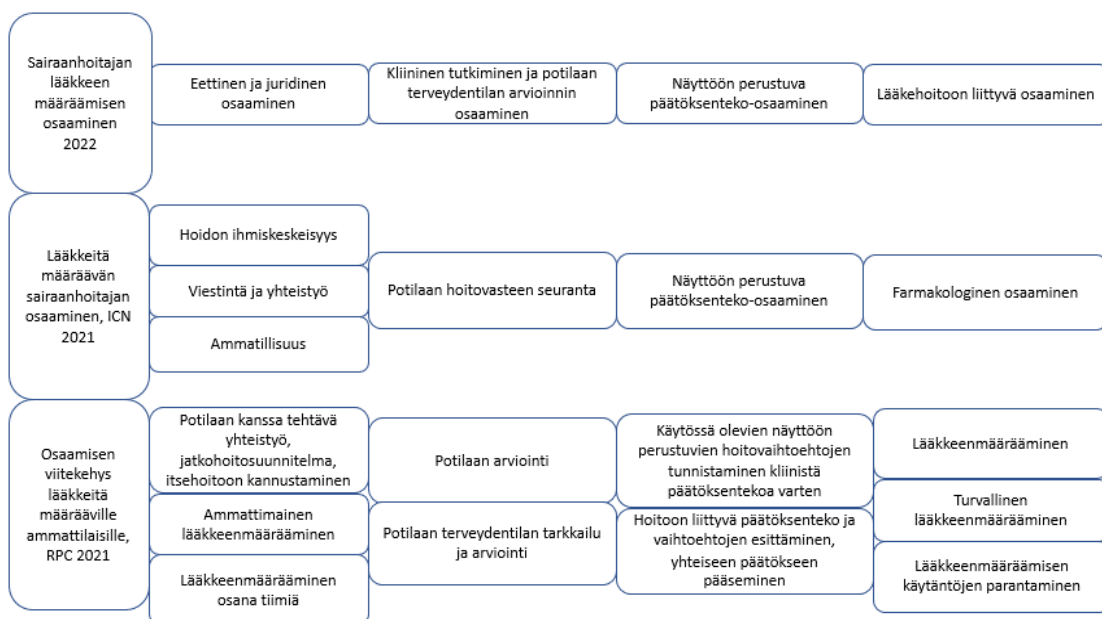 Sairaanhoitajan
lääkkeen
määräämisen
osaaminen
2022
Eettinen ja juridinen
osaaminen
Kliininen tutkiminen ja potilaan
terveydentilan arvioinnin
osaaminen
Näyttöön perustuva
päätöksenteko-osaaminen
Lääkehoitoon liittyvä osaaminen
Lääkkeitä
määräävän
sairaanhoitajan
osaaminen, ICN
2021
Hoidon ihmiskeskeisyys
Viestintä ja yhteistyö
Ammatillisuus
Potilaan hoitovasteen seuranta
Näyttöön perustuva
päätöksenteko-osaaminen
Farmakologinen osaaminen
Osaamisen
viitekehys
lääkkeitä
määrääville
ammattilaisille,
RPC 2021
Potilaan kanssa tehtävä
yhteistyö,
jatkohoitosuunnitelma,
itsehoitoon kannustaminen
Ammattimainen
lääkkeenmäärääminen
Lääkkeenmäärääminen
osana tiimiä
Potilaan arviointi
Potilaan terveydentilan tarkkailu
ja arviointi
Käytössä olevien näyttöön
perustuvien hoitovaihtoehtojen
tunnistaminen kliinistä
päätöksentekoa varten
Hoitoon liittyvä päätöksenteko ja
vaihtoehtojen esittäminen,
yhteiseen päätökseen
pääseminen
Lääkkeenmäärääminen
Turvallinen
lääkkeenmäärääminen
Lääkkeenmääräämisen
käytäntöjen parantaminen